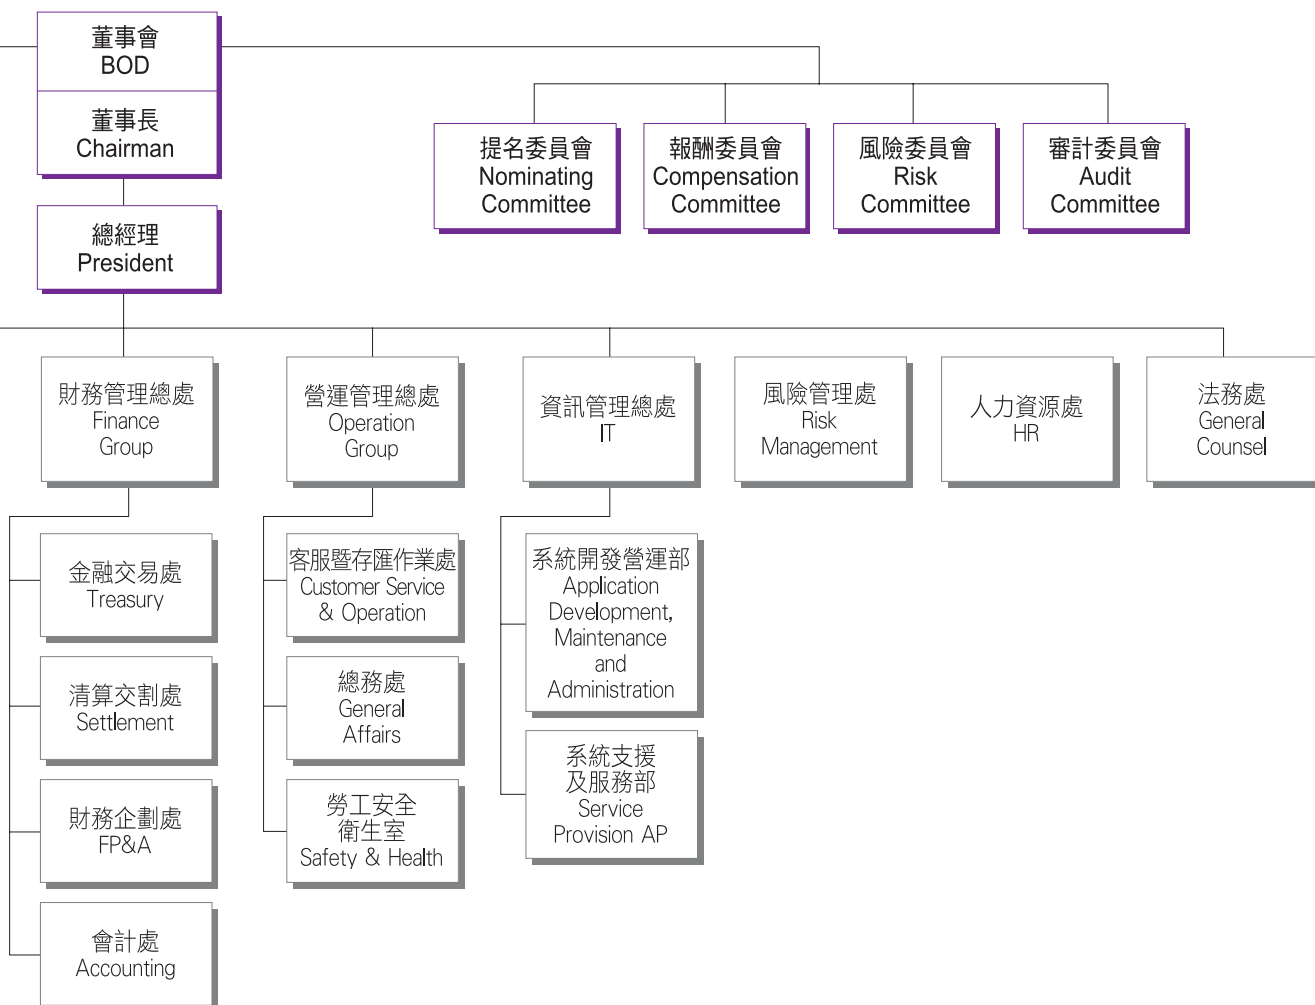 董事會
BOD
董事長
Chairman
總經理
President
提名委員會
Nominating
Committee
報酬委員會
Compensation
Committee
風險委員會
Risk
Committee
審計委員會
Audit
Committee
財務管理總處
Finance
Group
營運管理總處
Operation
Group
資訊管理總處
IT
風險管理處
Risk
Management
人力資源處
HR
法務處
General
Counsel
金融交易處
Treasury
清算交割處
Settlement
財務企劃處
FP&A
會計處
Accounting
客服暨存匯作業處
Customer Service
& Operation
總務處
General
Affairs
勞工安全
衛生室
Safety & Health
系統開發營運部
Application
Development,
Maintenance
and
Administration
系統支援
及服務部
Service
Provision AP